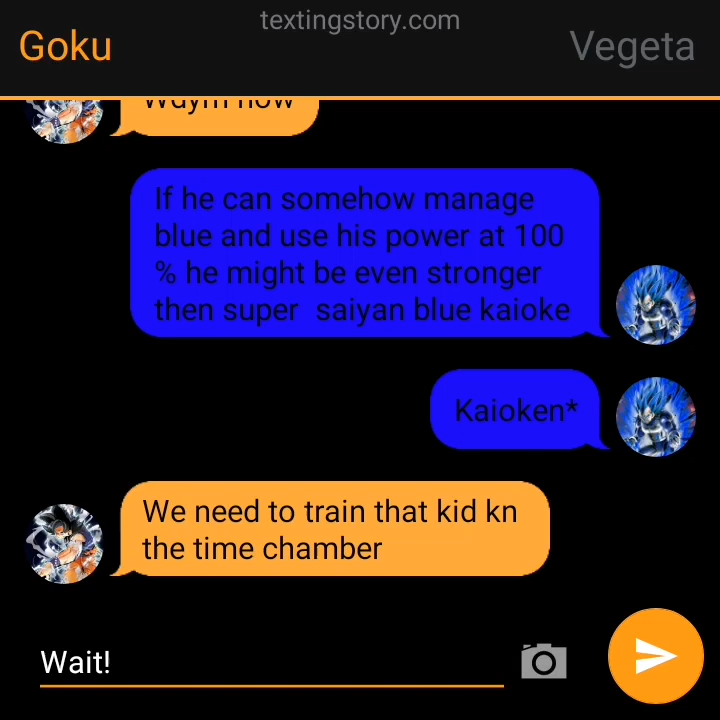 textingstory.com
Goku
Vegeta
Wdym now
If he can somehow manage
blue and use his power at 100
% he might be even stronger
then super saiyan blue kaioke
Kaioken*
We need to train that kid kn
the time chamber
Wait!